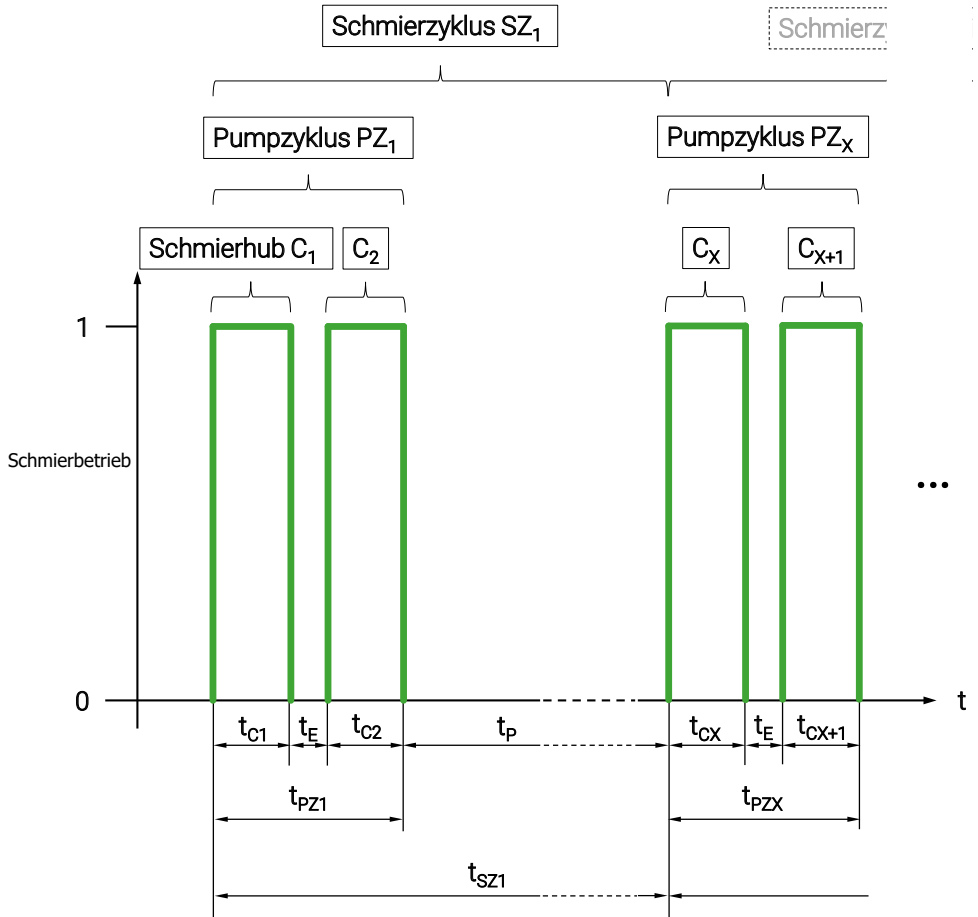 Schmierzyklus SZ₁
Schmierzy
Pumpzyklus PZ₁
Pumpzyklus PZX
Schmierhub C₁
C₂
CX
CX+1
1
Schmierbetrieb
...
0
t
tC1
tE
tC2
tP
tCX
tE
tCX+1
tPZ1
tPZX
tSZ1